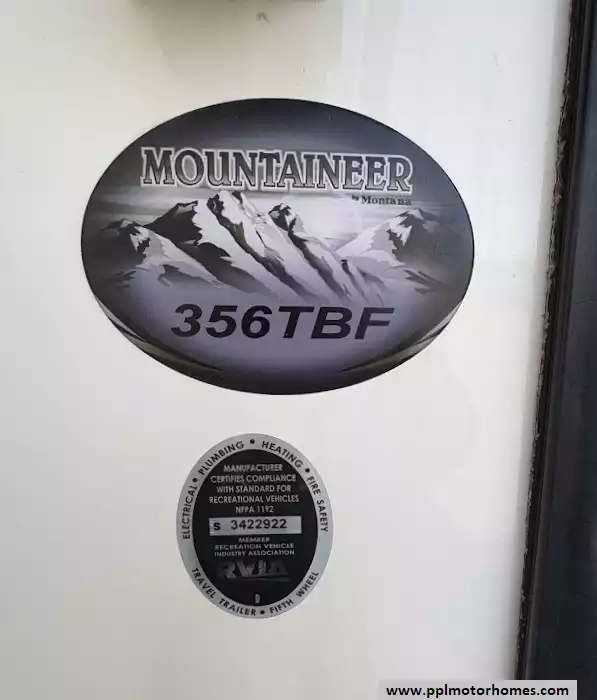 MOUNTAINEER
by Montana
356TBF
ELECTRICAL • PLUMBING • HEATING • FIRE SAFETY
MANUFACTURER
CERTIFIES COMPLIANCE
WITH STANDARD FOR
RECREATIONAL VEHICLES
NFPA 1192
S 3422922
MEMBER
RECREATION VEHICLE
INDUSTRY ASSOCIATION
RVIA
TRAVEL TRAILER • FIFTH WHEEL
www.pplmotorhomes.com